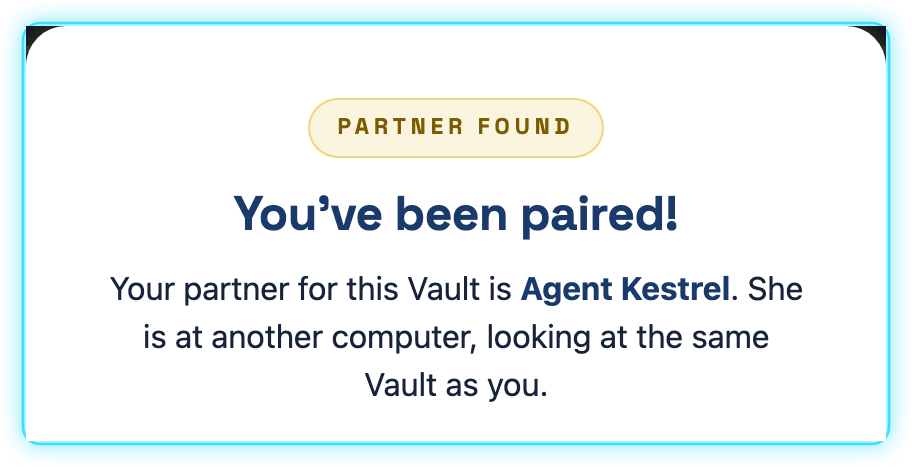 PARTNER FOUND
You’ve been paired!
Your partner for this Vault is Agent Kestrel. She
is at another computer, looking at the same
Vault as you.